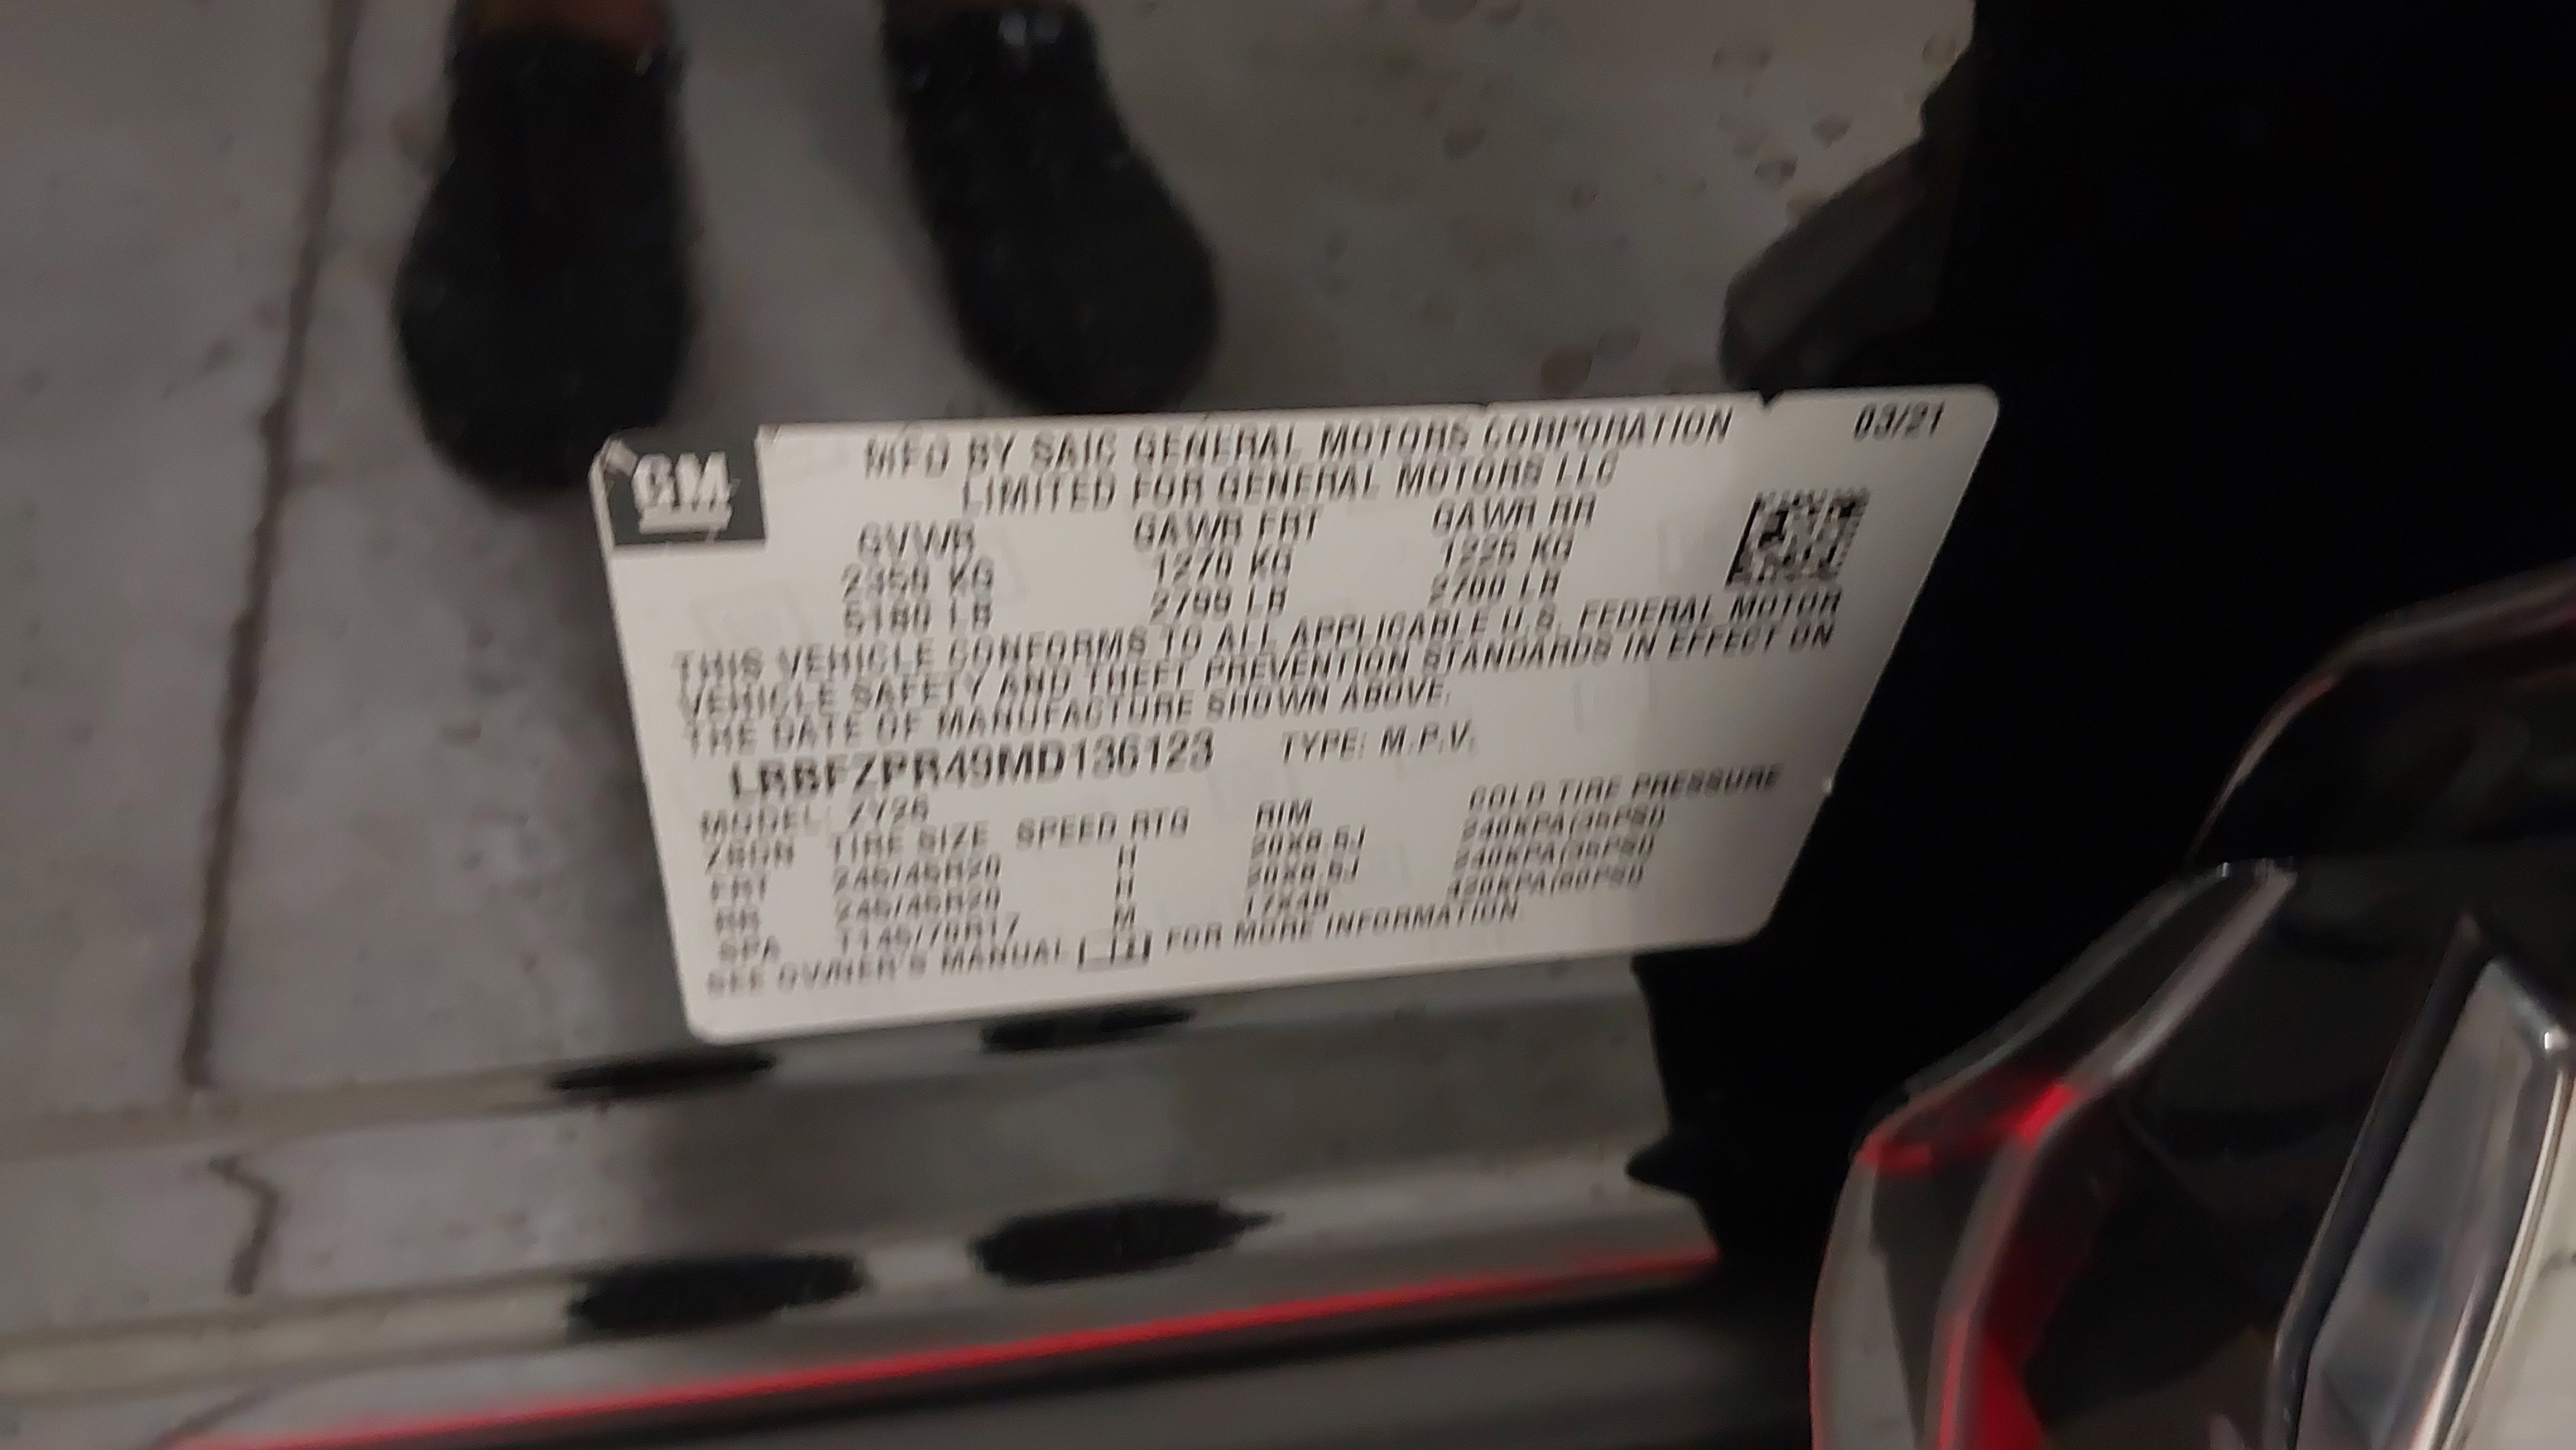 GM
MFD BY SAIC GENERAL MOTORS CORPORATION
LIMITED FOR GENERAL MOTORS LLC
03/21
GVWR GAWR FRT GAWR RR
2350 KG 1270 KG 1225 KG
5180 LB 2799 LB 2700 LB
THIS VEHICLE CONFORMS TO ALL APPLICABLE U.S. FEDERAL MOTOR
VEHICLE SAFETY AND THEFT PREVENTION STANDARDS IN EFFECT ON
THE DATE OF MANUFACTURE SHOWN ABOVE.
LRBFZPR49MD136123 TYPE: M.P.V.
MODEL: ZY26
TIRE SIZE SPEED RTG RIM COLD TIRE PRESSURE
FRT 245/45R20 H 20X8.5J 240KPA(35PSI)
RR 245/45R20 H 20X8.5J 240KPA(35PSI)
SPA T145/70R17 M 17X4B 420KPA(60PSI)
SEE OWNER'S MANUAL FOR MORE INFORMATION.